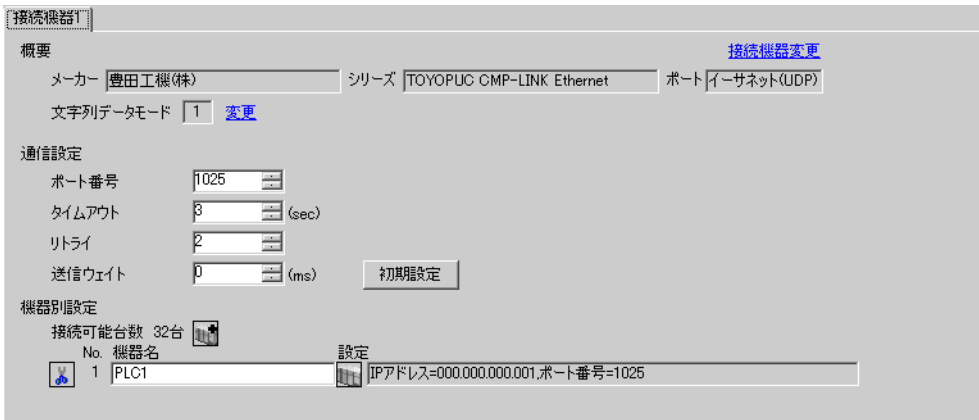 接続機器1
概要 接続機器変更
メーカー 豊田工機(株) シリーズ TOYOPUC CMP-LINK Ethernet ポート イーサネット(UDP)
文字列データモード 1 変更
通信設定
ポート番号 1025
タイムアウト 3 (sec)
リトライ 2
送信ウェイト 0 (ms) 初期設定
機器別設定
接続可能台数 32台
No. 機器名 設定
1 PLC1 IPアドレス=000.000.000.001,ポート番号=1025